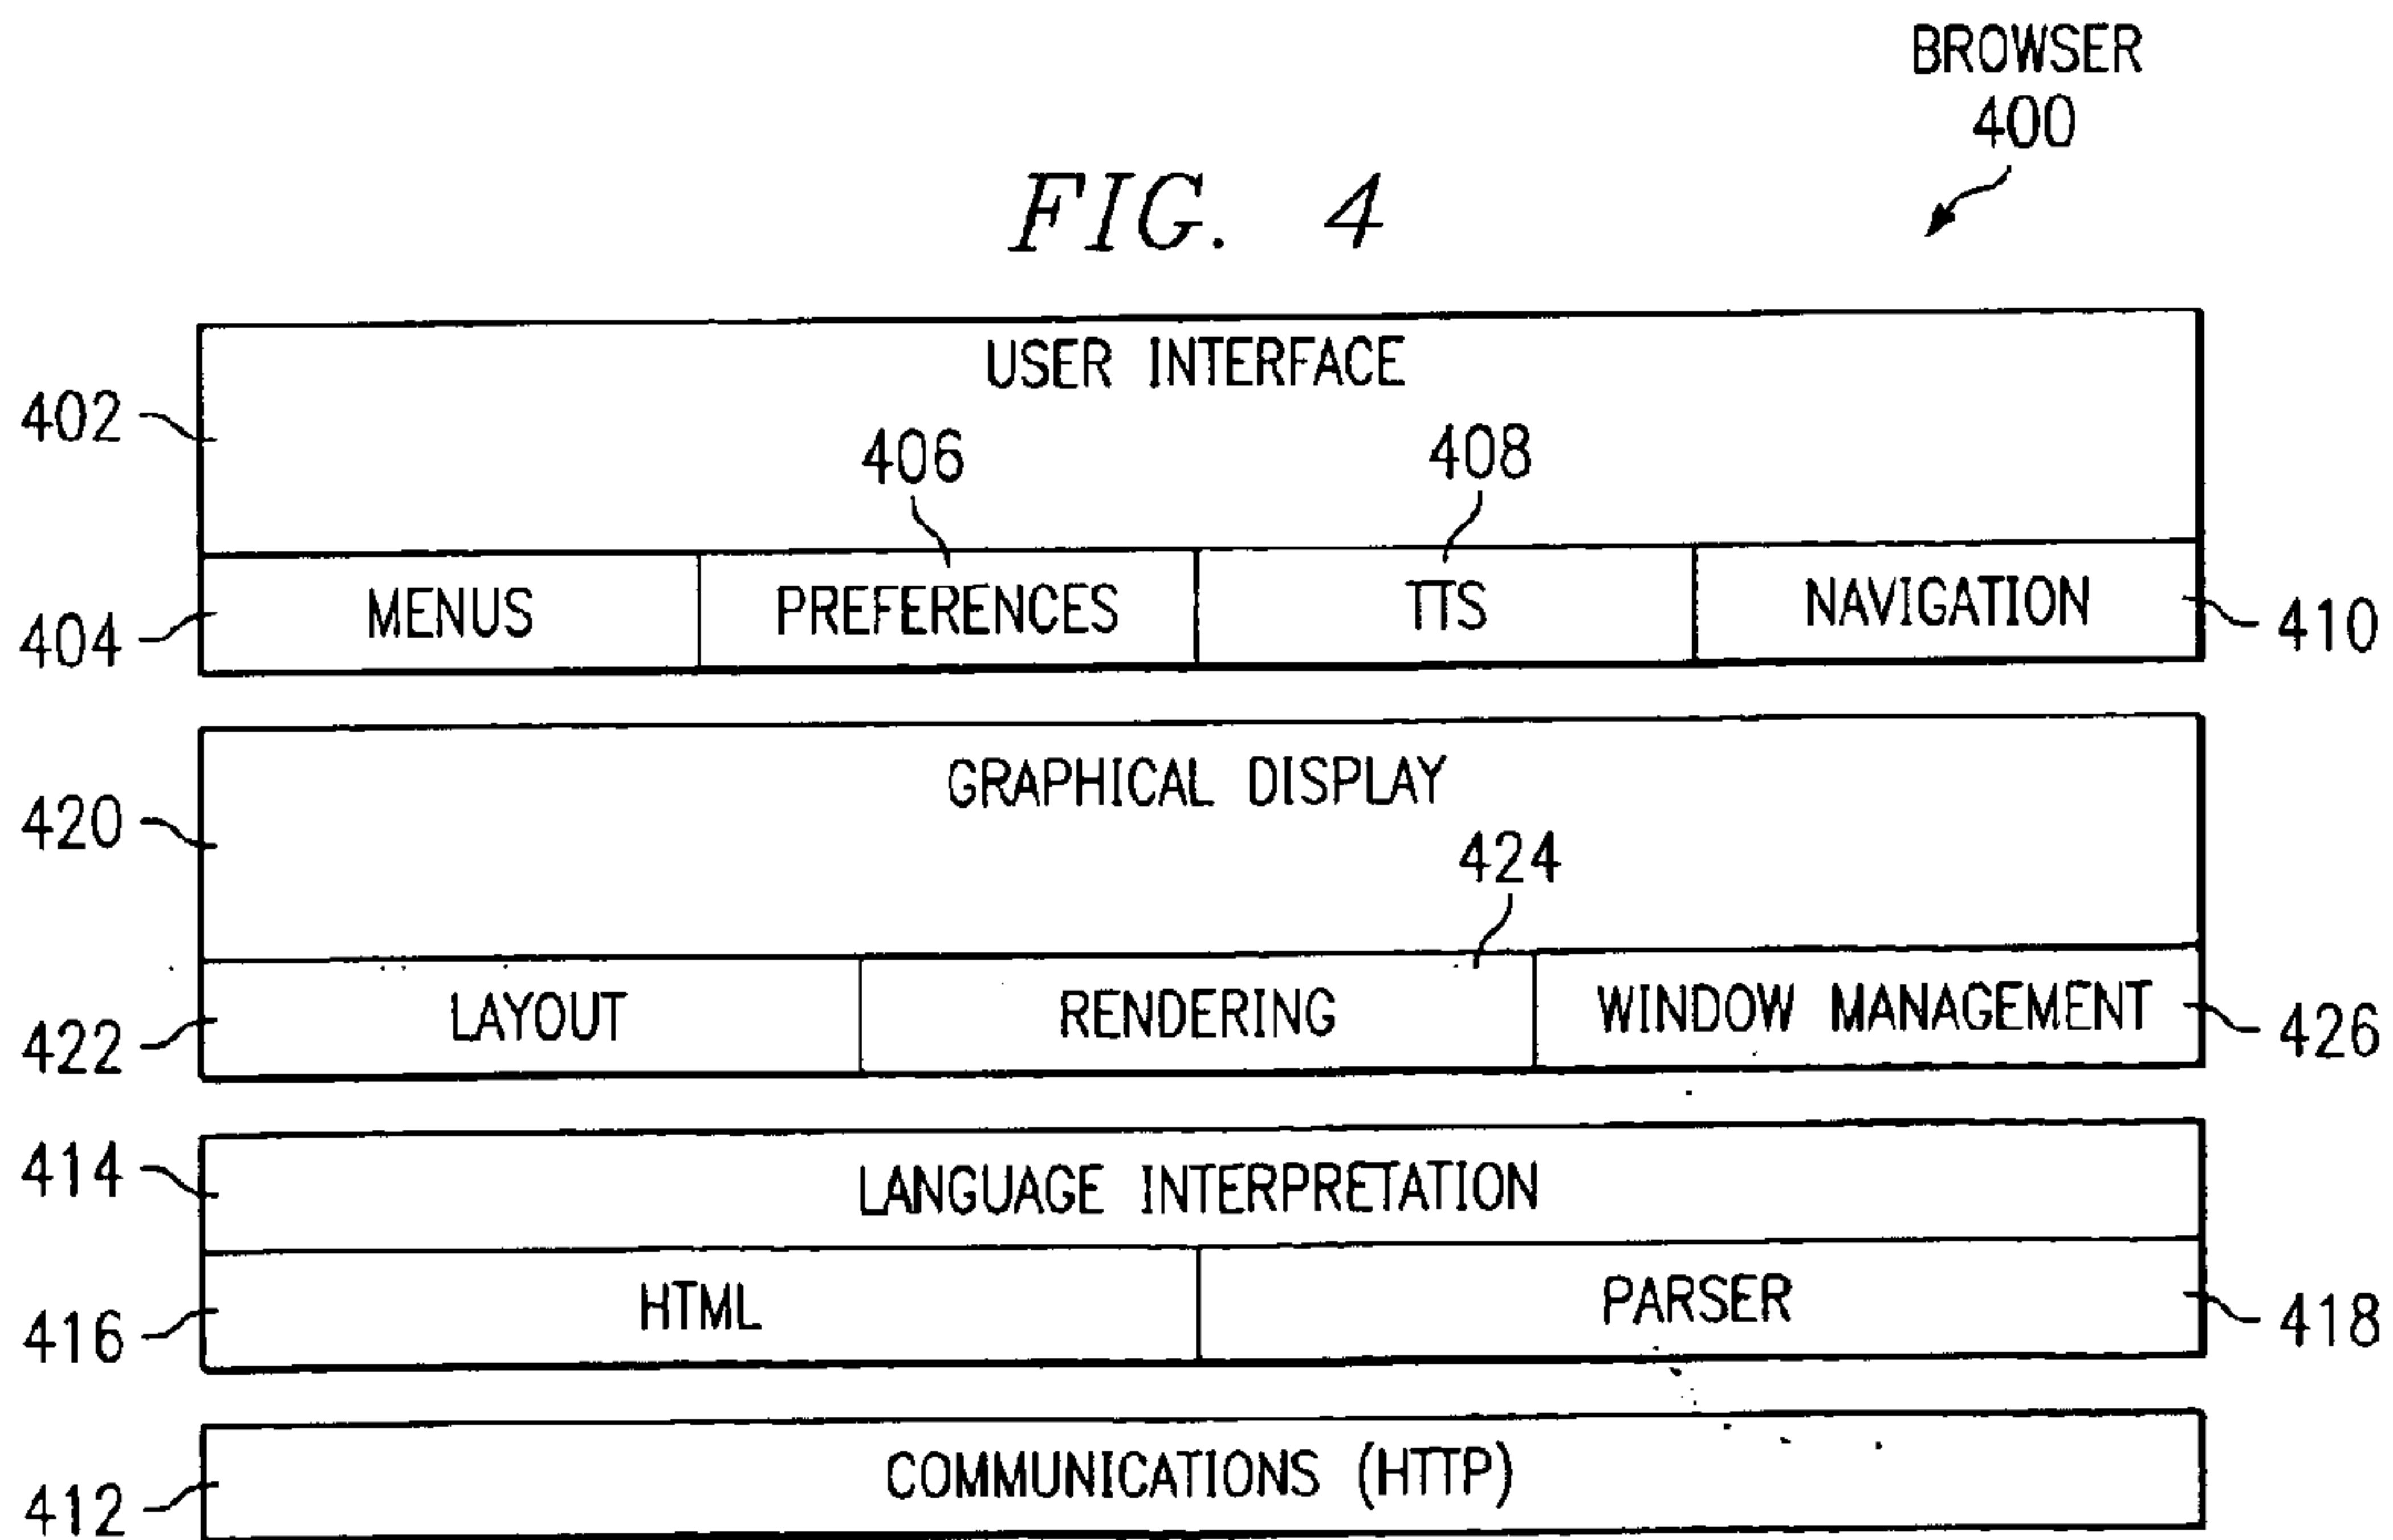 BROWSER
400
FIG. 4
USER INTERFACE
402
406
408
MENUS
PREFERENCES
TTS
NAVIGATION
404
410
GRAPHICAL DISPLAY
420
424
LAYOUT
RENDERING
WINDOW MANAGEMENT
422
426
414
LANGUAGE INTERPRETATION
HTML
PARSER
416
418
COMMUNICATIONS (HTTP)
412